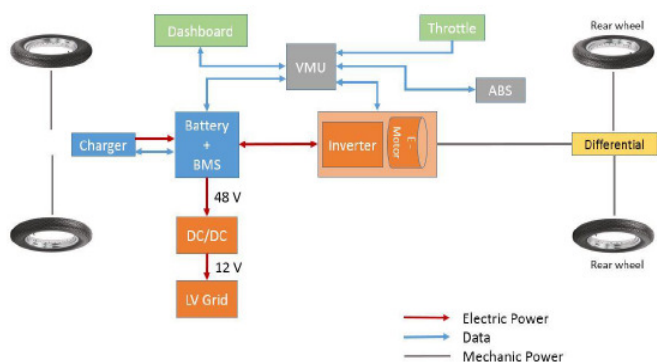 Dashboard
Throttle
Rear wheel
VMU
ABS
Charger
Battery
+
BMS
Inverter
E -
Motor
Differential
48 V
DC/DC
12 V
LV Grid
Rear wheel
Electric Power
Data
Mechanic Power